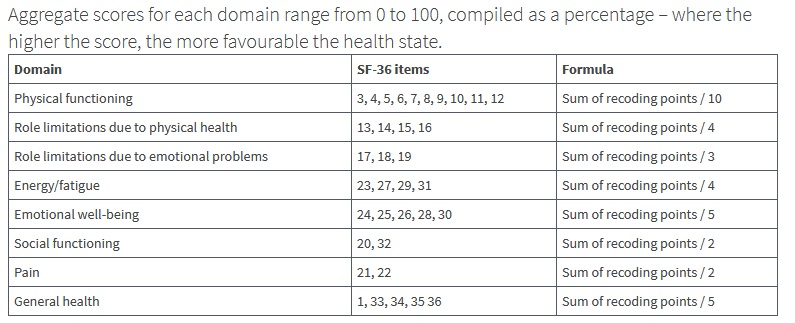 Aggregate scores for each domain range from 0 to 100, compiled as a percentage – where the
higher the score, the more favourable the health state.
Domain SF-36 items Formula
Physical functioning 3, 4, 5, 6, 7, 8, 9, 10, 11, 12 Sum of recoding points / 10
Role limitations due to physical health 13, 14, 15, 16 Sum of recoding points / 4
Role limitations due to emotional problems 17, 18, 19 Sum of recoding points / 3
Energy/fatigue 23, 27, 29, 31 Sum of recoding points / 4
Emotional well-being 24, 25, 26, 28, 30 Sum of recoding points / 5
Social functioning 20, 32 Sum of recoding points / 2
Pain 21, 22 Sum of recoding points / 2
General health 1, 33, 34, 35 36 Sum of recoding points / 5